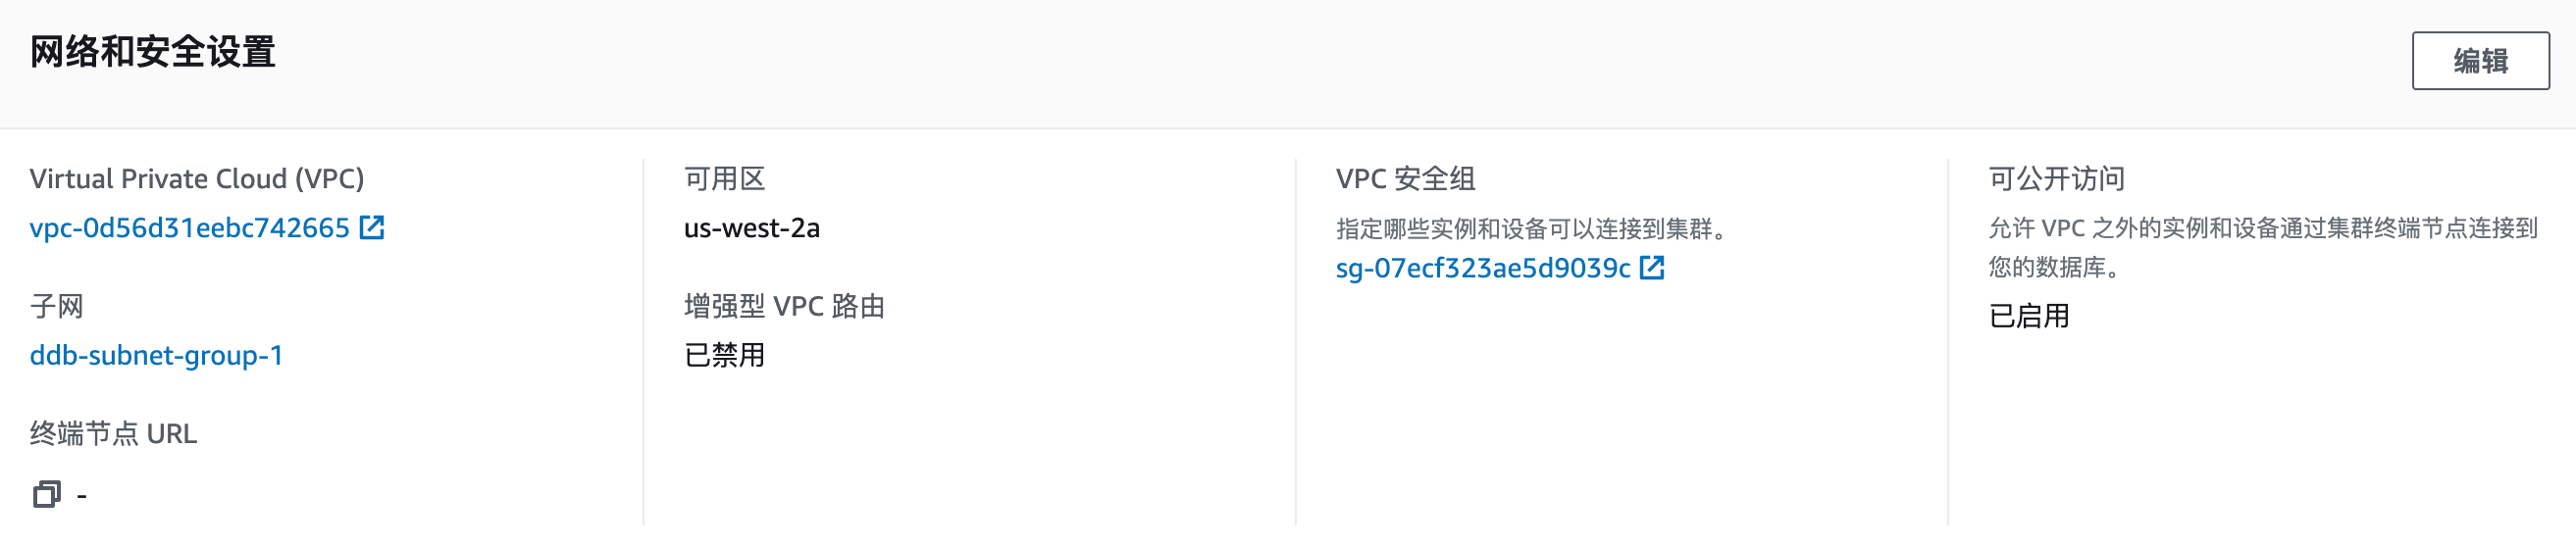 网络和安全设置
编辑
Virtual Private Cloud (VPC)
vpc-0d56d31eebc742665
子网
ddb-subnet-group-1
终端节点 URL
-
可用区
us-west-2a
增强型 VPC 路由
已禁用
VPC 安全组
指定哪些实例和设备可以连接到集群。
sg-07ecf323ae5d9039c
可公开访问
允许 VPC 之外的实例和设备通过集群终端节点连接到
您的数据库。
已启用